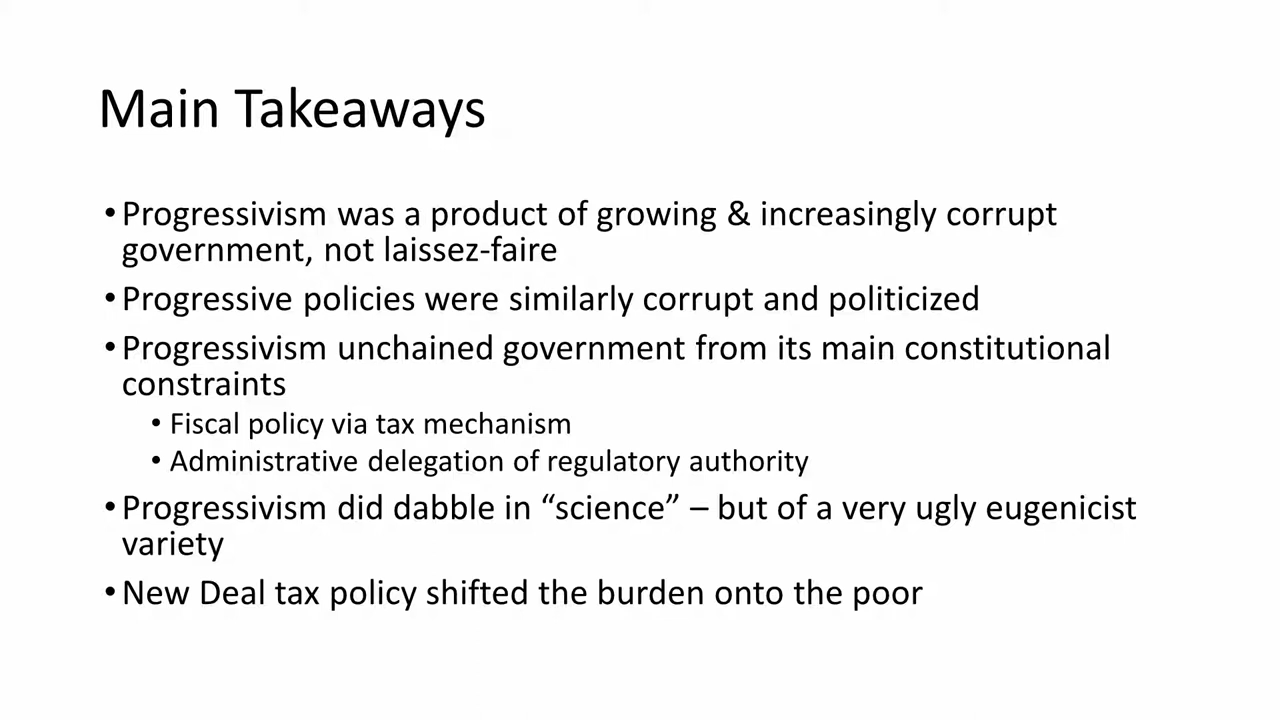 Main Takeaways
•Progressivism was a product of growing & increasingly corrupt
government, not laissez-faire
•Progressive policies were similarly corrupt and politicized
•Progressivism unchained government from its main constitutional
constraints
• Fiscal policy via tax mechanism
• Administrative delegation of regulatory authority
•Progressivism did dabble in “science” – but of a very ugly eugenicist
variety
•New Deal tax policy shifted the burden onto the poor